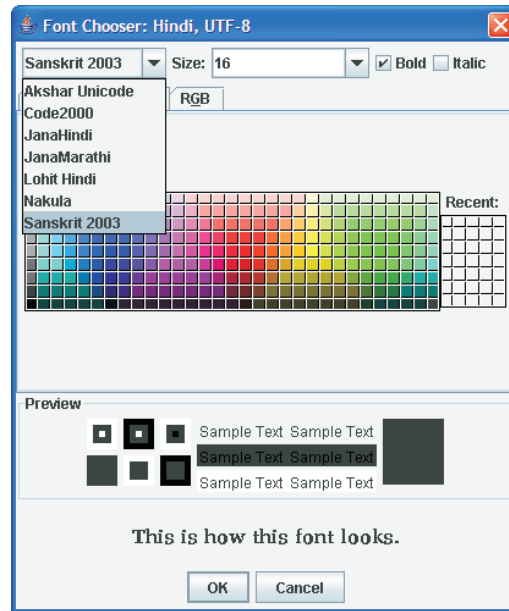 Font Chooser: Hindi, UTF-8
Sanskrit 2003 Size: 16 Bold Italic
Akshar Unicode
RGB
Code2000
JanaHindi
JanaMarathi
Lohit Hindi
Nakula
Recent:
Sanskrit 2003
Preview
Sample Text Sample Text
Sample Text Sample Text
Sample Text Sample Text
This is how this font looks.
OK Cancel